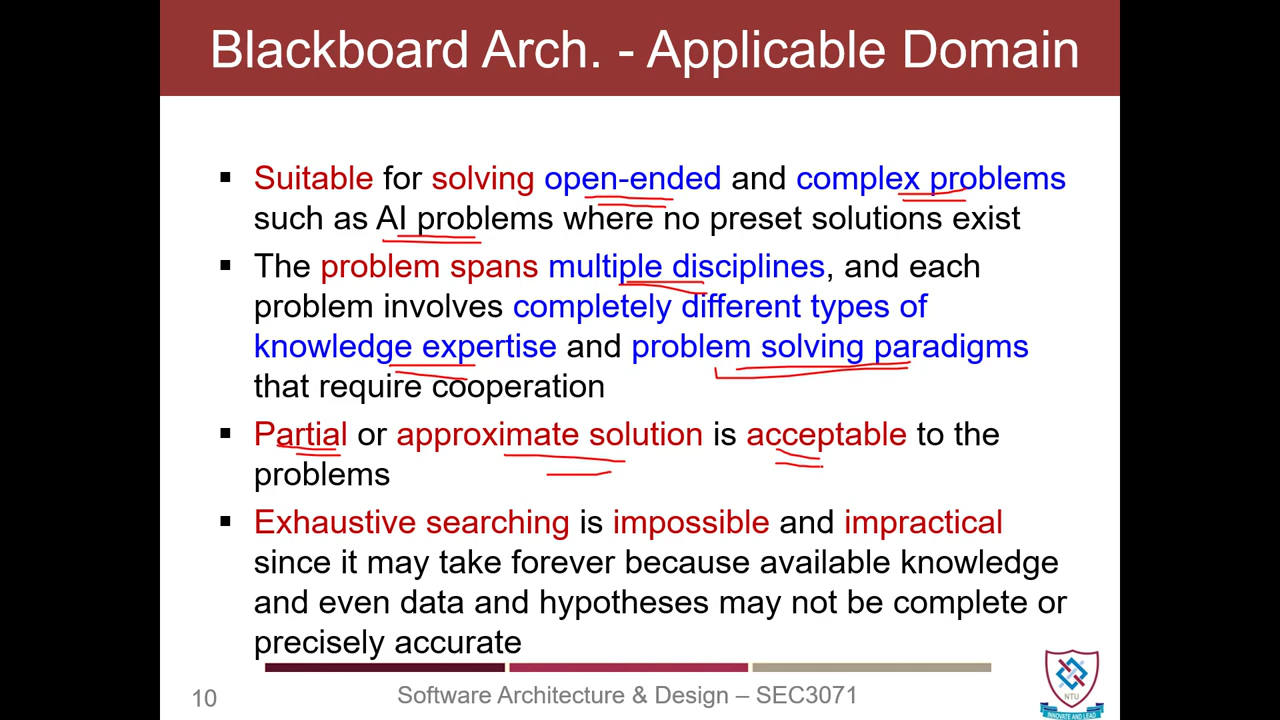 Blackboard Arch. - Applicable Domain
▪ Suitable for solving open-ended and complex problems
such as AI problems where no preset solutions exist
▪ The problem spans multiple disciplines, and each
problem involves completely different types of
knowledge expertise and problem solving paradigms
that require cooperation
▪ Partial or approximate solution is acceptable to the
problems
▪ Exhaustive searching is impossible and impractical
since it may take forever because available knowledge
and even data and hypotheses may not be complete or
precisely accurate
10
Software Architecture & Design – SEC3071
NTU
INNOVATE AND LEAD